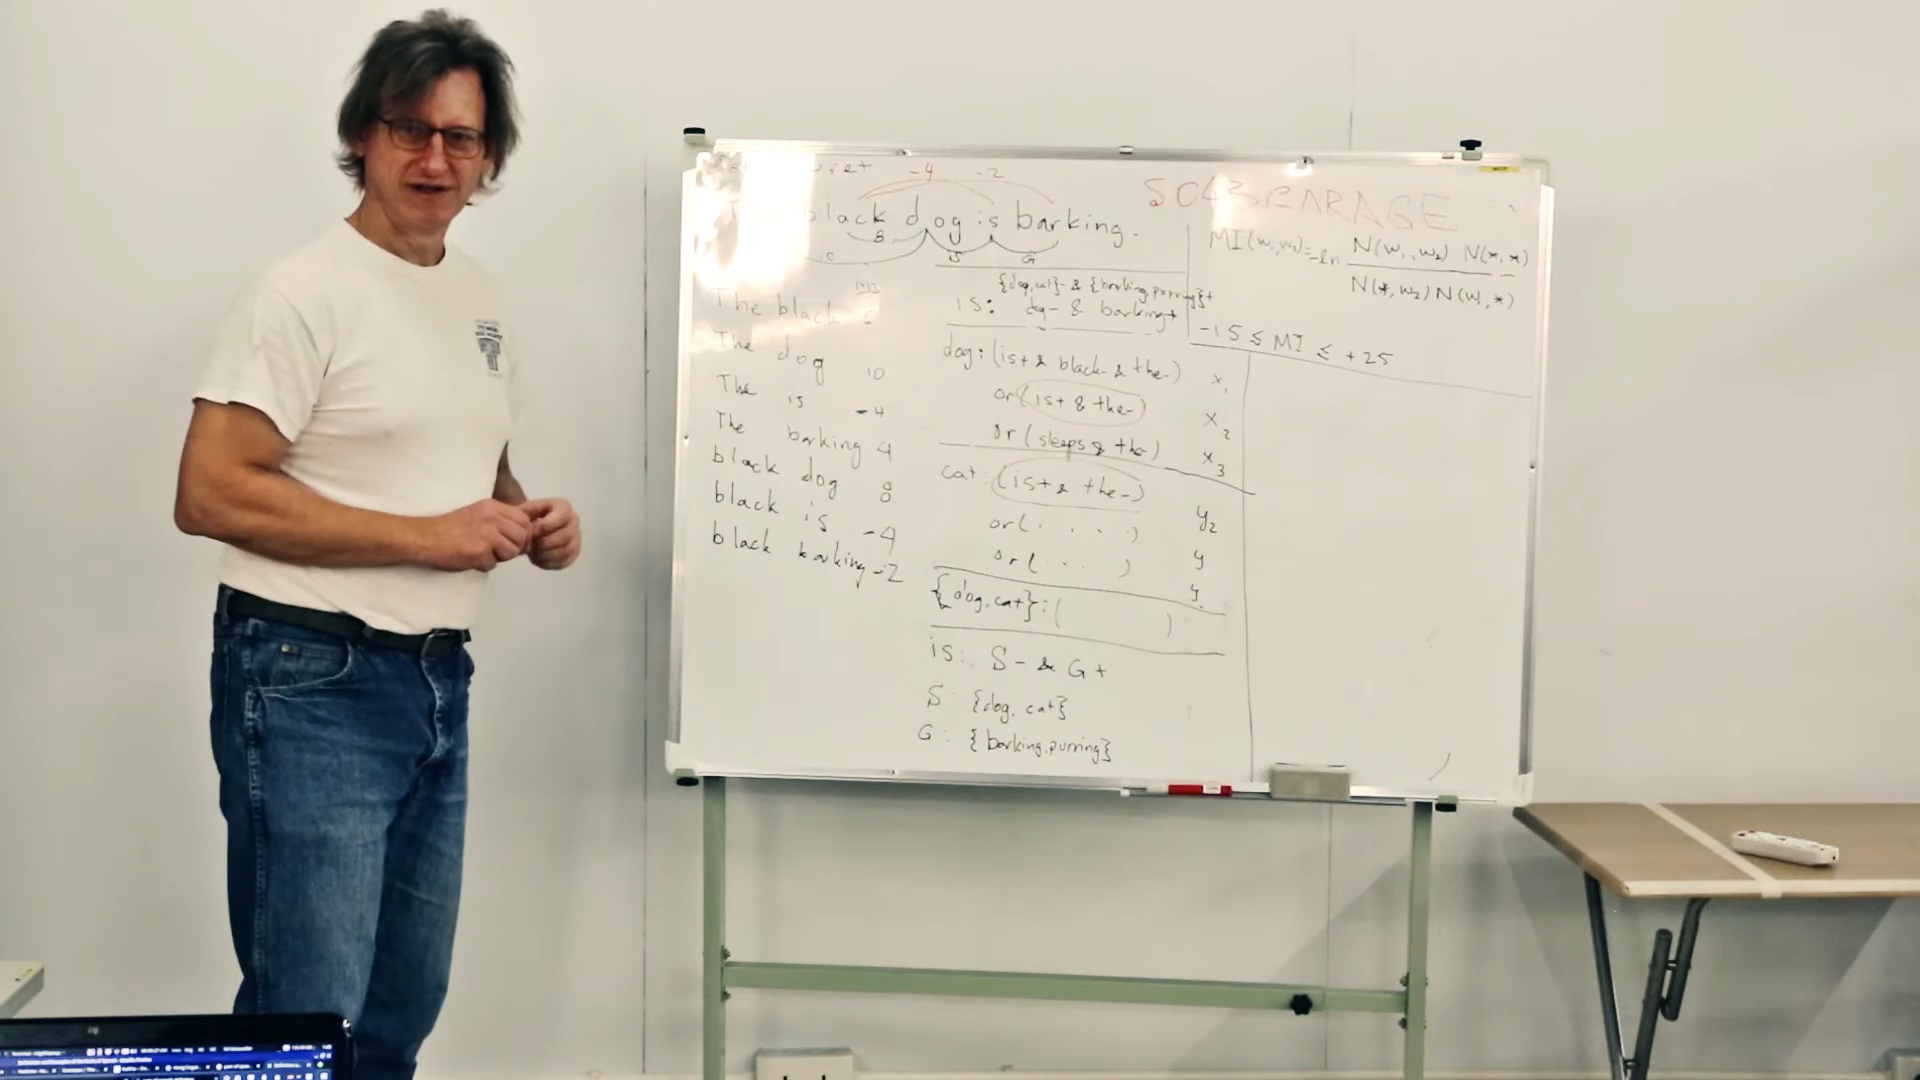 -4 -2
black dog is barking.
8
10 15 G
MI
The black 6
The dog 10
The is -4
The barking 4
black dog 8
black is -4
black barking -2
{dog, cat}- & {barking, purring}+
is: dog- & barking+
dog: (is+ & black- & the-) x₁
or (is+ & the-) x₂
or (sleeps & the-) x₃
cat: (is+ & the-) y₂
or (. . . .) y
or (. . . ) y
{dog, cat}: ( )
is: S- & G+
S: {dog, cat}
G: {barking, purring}
MI(w₁,w₂)= -ln N(w₁,w₂) N(*,*)
N(*,w₂) N(w₁,*)
-15 ≤ MI ≤ +25